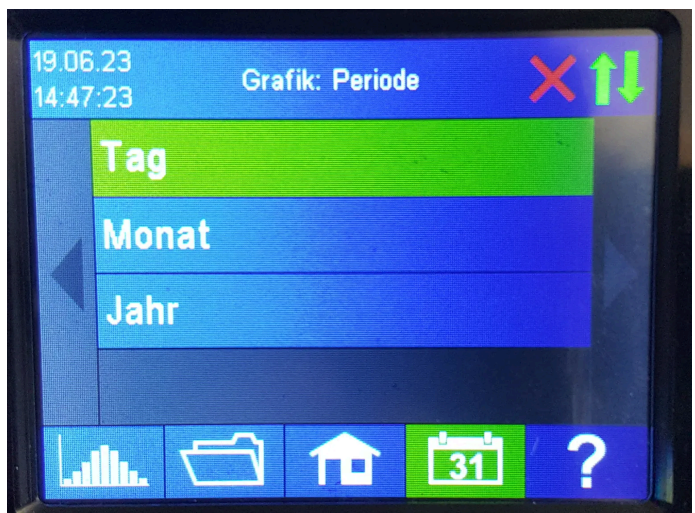 19.06.23
14:47:23
Grafik: Periode
Tag
Monat
Jahr
31
?